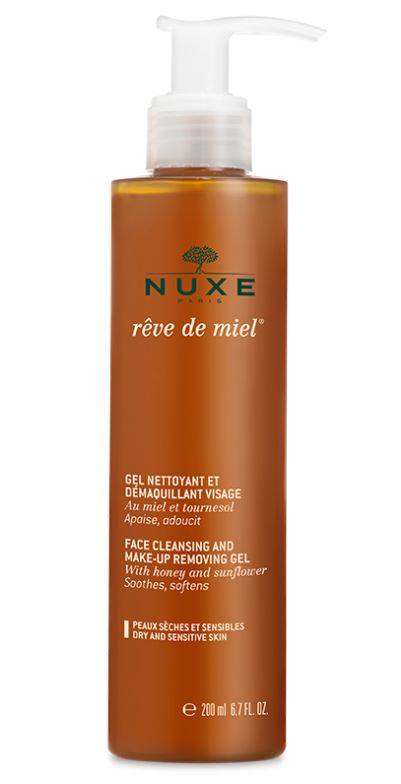 NUXE
PARIS
rêve de miel®
GEL NETTOYANT ET
DÉMAQUILLANT VISAGE
Au miel et tournesol
Apaise, adoucit
FACE CLEANSING AND
MAKE-UP REMOVING GEL
With honey and sunflower
Soothes, softens
PEAUX SÈCHES ET SENSIBLES
DRY AND SENSITIVE SKIN
℮ 200 ml 6.7 FL. OZ.